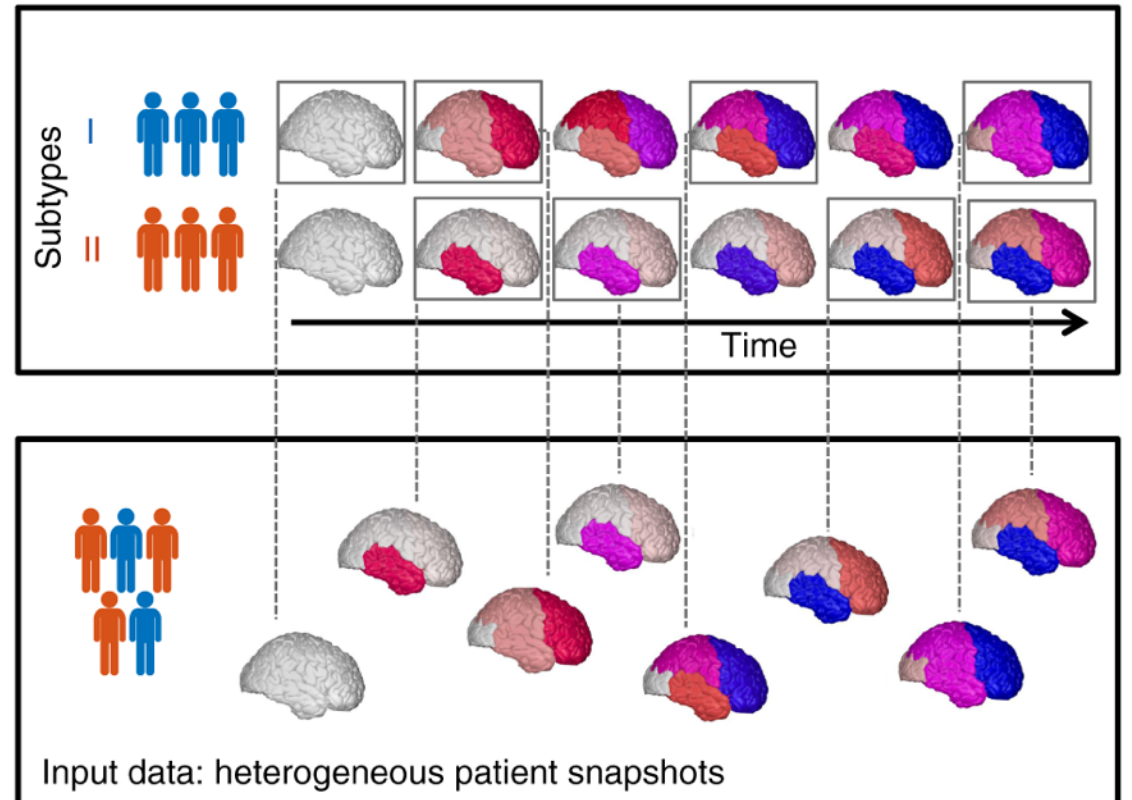 Subtypes
I
II
Time
Input data: heterogeneous patient snapshots